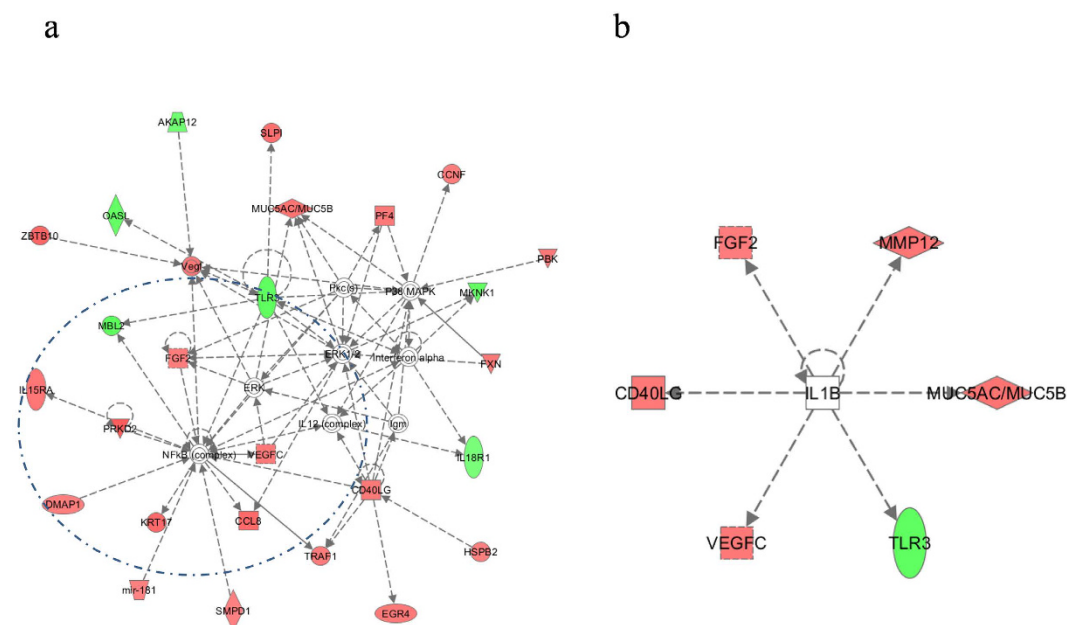 a
b
AKAP12
SLPI
CCNF
OASL
MUC5AC/MUC5B
PF4
ZBTB10
Vegf
PBK
TLR3
Pkc(s)
P38 MAPK
MKNK1
MBL2
FGF2
ERK1/2
Interferon alpha
FXN
IL15RA
ERK
PRKD2
IL12 (complex)
Igm
NFkB (complex)
VEGFC
IL18R1
CD40LG
DMAP1
KRT17
CCL8
TRAF1
HSPB2
mir-181
SMPD1
EGR4
FGF2
MMP12
CD40LG
IL1B
MUC5AC/MUC5B
VEGFC
TLR3